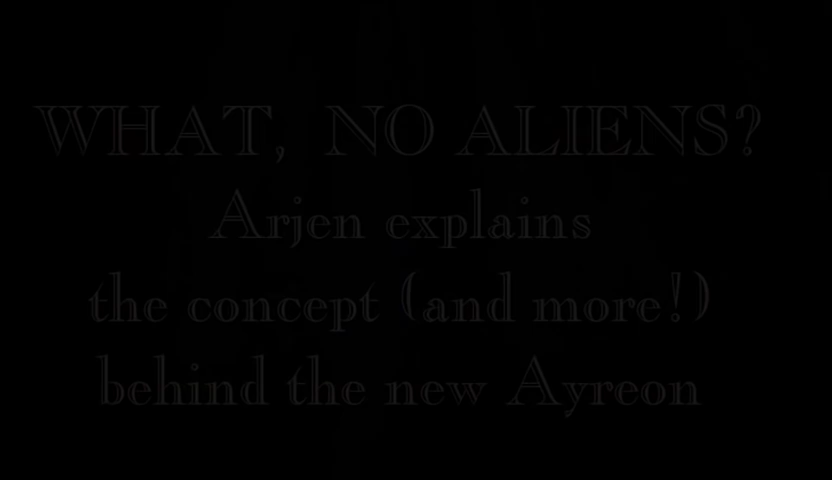 WHAT, NO ALIENS?
Arjen explains
the concept (and more!)
behind the new Ayreon